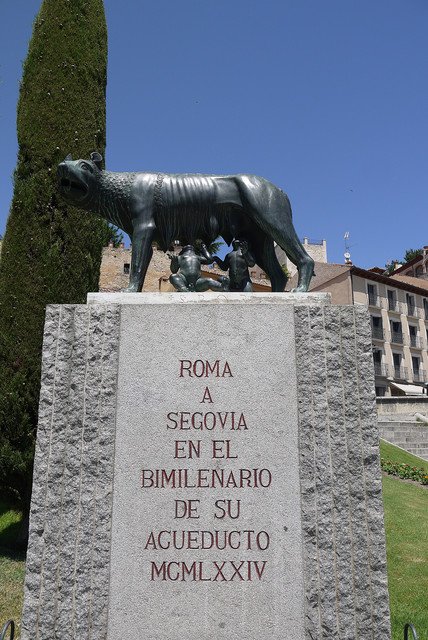 ROMA
A
SEGOVIA
EN EL
BIMILENARIO
DE SU
ACUEDUCTO
MCMLXXIV